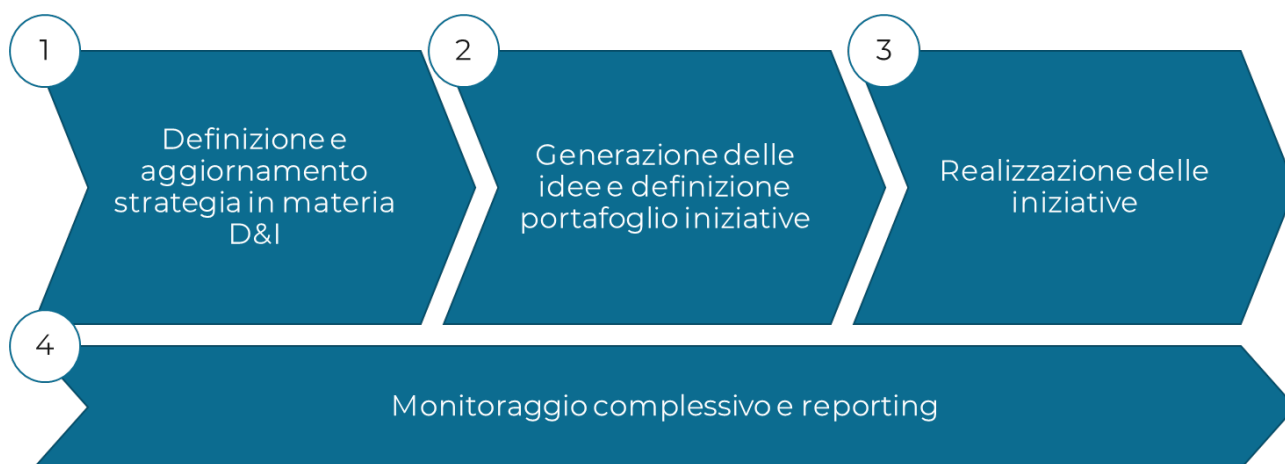 1
Definizione e
aggiornamento
strategia in materia
D&I
2
Generazione delle
idee e definizione
portafoglio iniziative
3
Realizzazione delle
iniziative
4
Monitoraggio complessivo e reporting